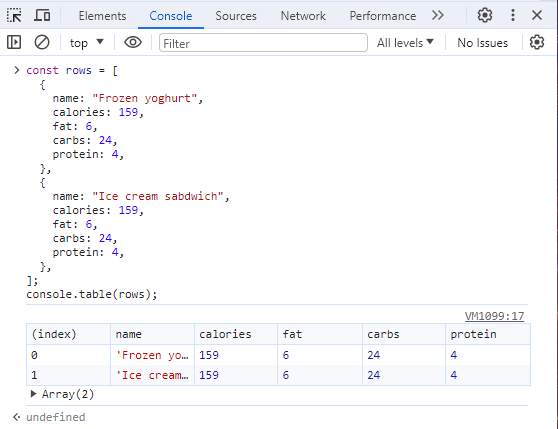 Elements Console Sources Network Performance
top Filter All levels No Issues
const rows = [
{
name: "Frozen yoghurt",
calories: 159,
fat: 6,
carbs: 24,
protein: 4,
},
{
name: "Ice cream sabdwich",
calories: 159,
fat: 6,
carbs: 24,
protein: 4,
},
];
console.table(rows);
VM1099:17
(index) name calories fat carbs protein
0 'Frozen yo… 159 6 24 4
1 'Ice cream… 159 6 24 4
Array(2)
undefined